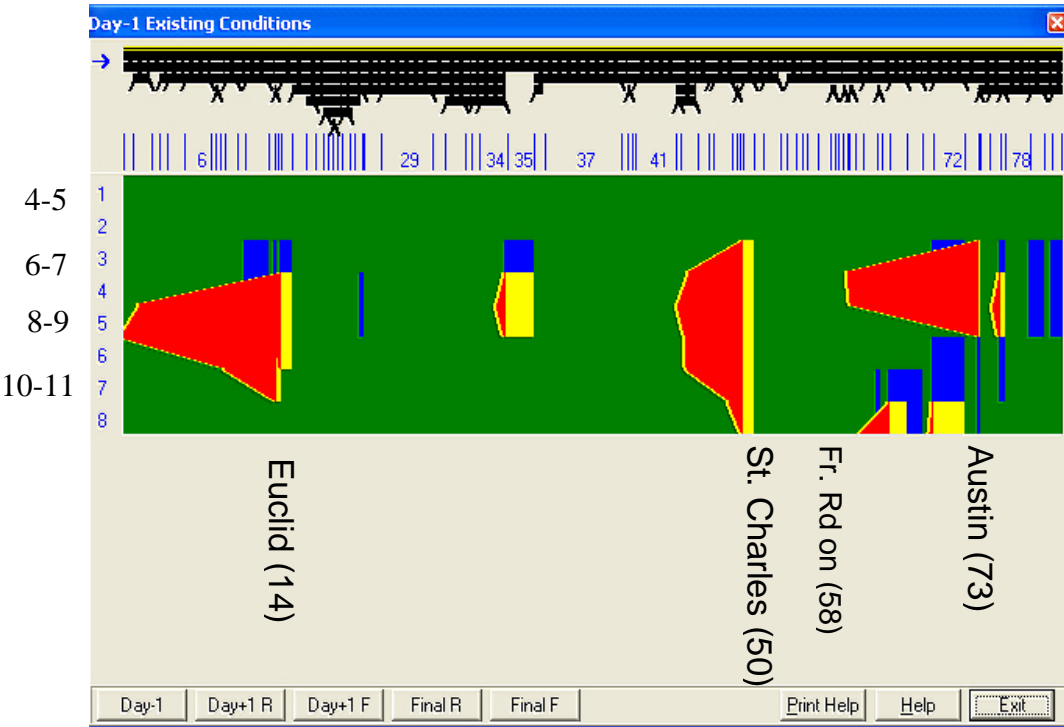 Day-1 Existing Conditions
6 29 34 35 37 41 72 78
4-5 1
2
6-7 3
4
8-9 5
6
10-11 7
8
Euclid (14)
St. Charles (50)
Fr. Rd on (58)
Austin (73)
Day-1 Day+1 R Day+1 F Final R Final F Print Help Help Exit